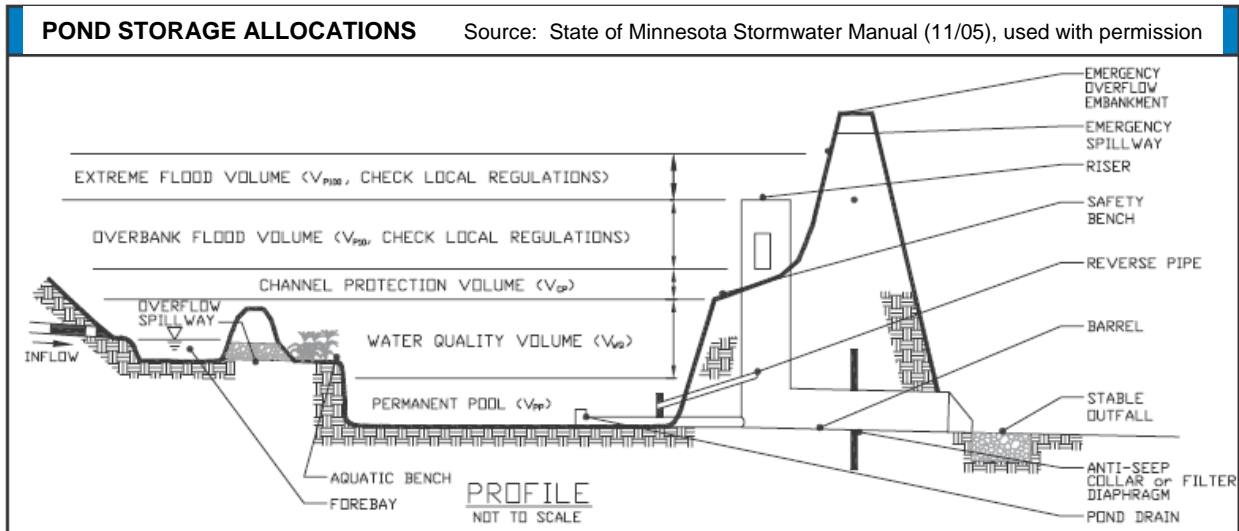 POND STORAGE ALLOCATIONS Source: State of Minnesota Stormwater Manual (11/05), used with permission
EMERGENCY
OVERFLOW
EMBANKMENT
EMERGENCY
SPILLWAY
RISER
EXTREME FLOOD VOLUME (VP100, CHECK LOCAL REGULATIONS)
SAFETY
BENCH
OVERBANK FLOOD VOLUME (VP10, CHECK LOCAL REGULATIONS)
REVERSE PIPE
CHANNEL PROTECTION VOLUME (VCP)
OVERFLOW
SPILLWAY
BARREL
WATER QUALITY VOLUME (VWQ)
INFLOW
PERMANENT POOL (VPP)
STABLE
OUTFALL
AQUATIC BENCH
FOREBAY
PROFILE
NOT TO SCALE
ANTI-SEEP
COLLAR or FILTER
DIAPHRAGM
POND DRAIN